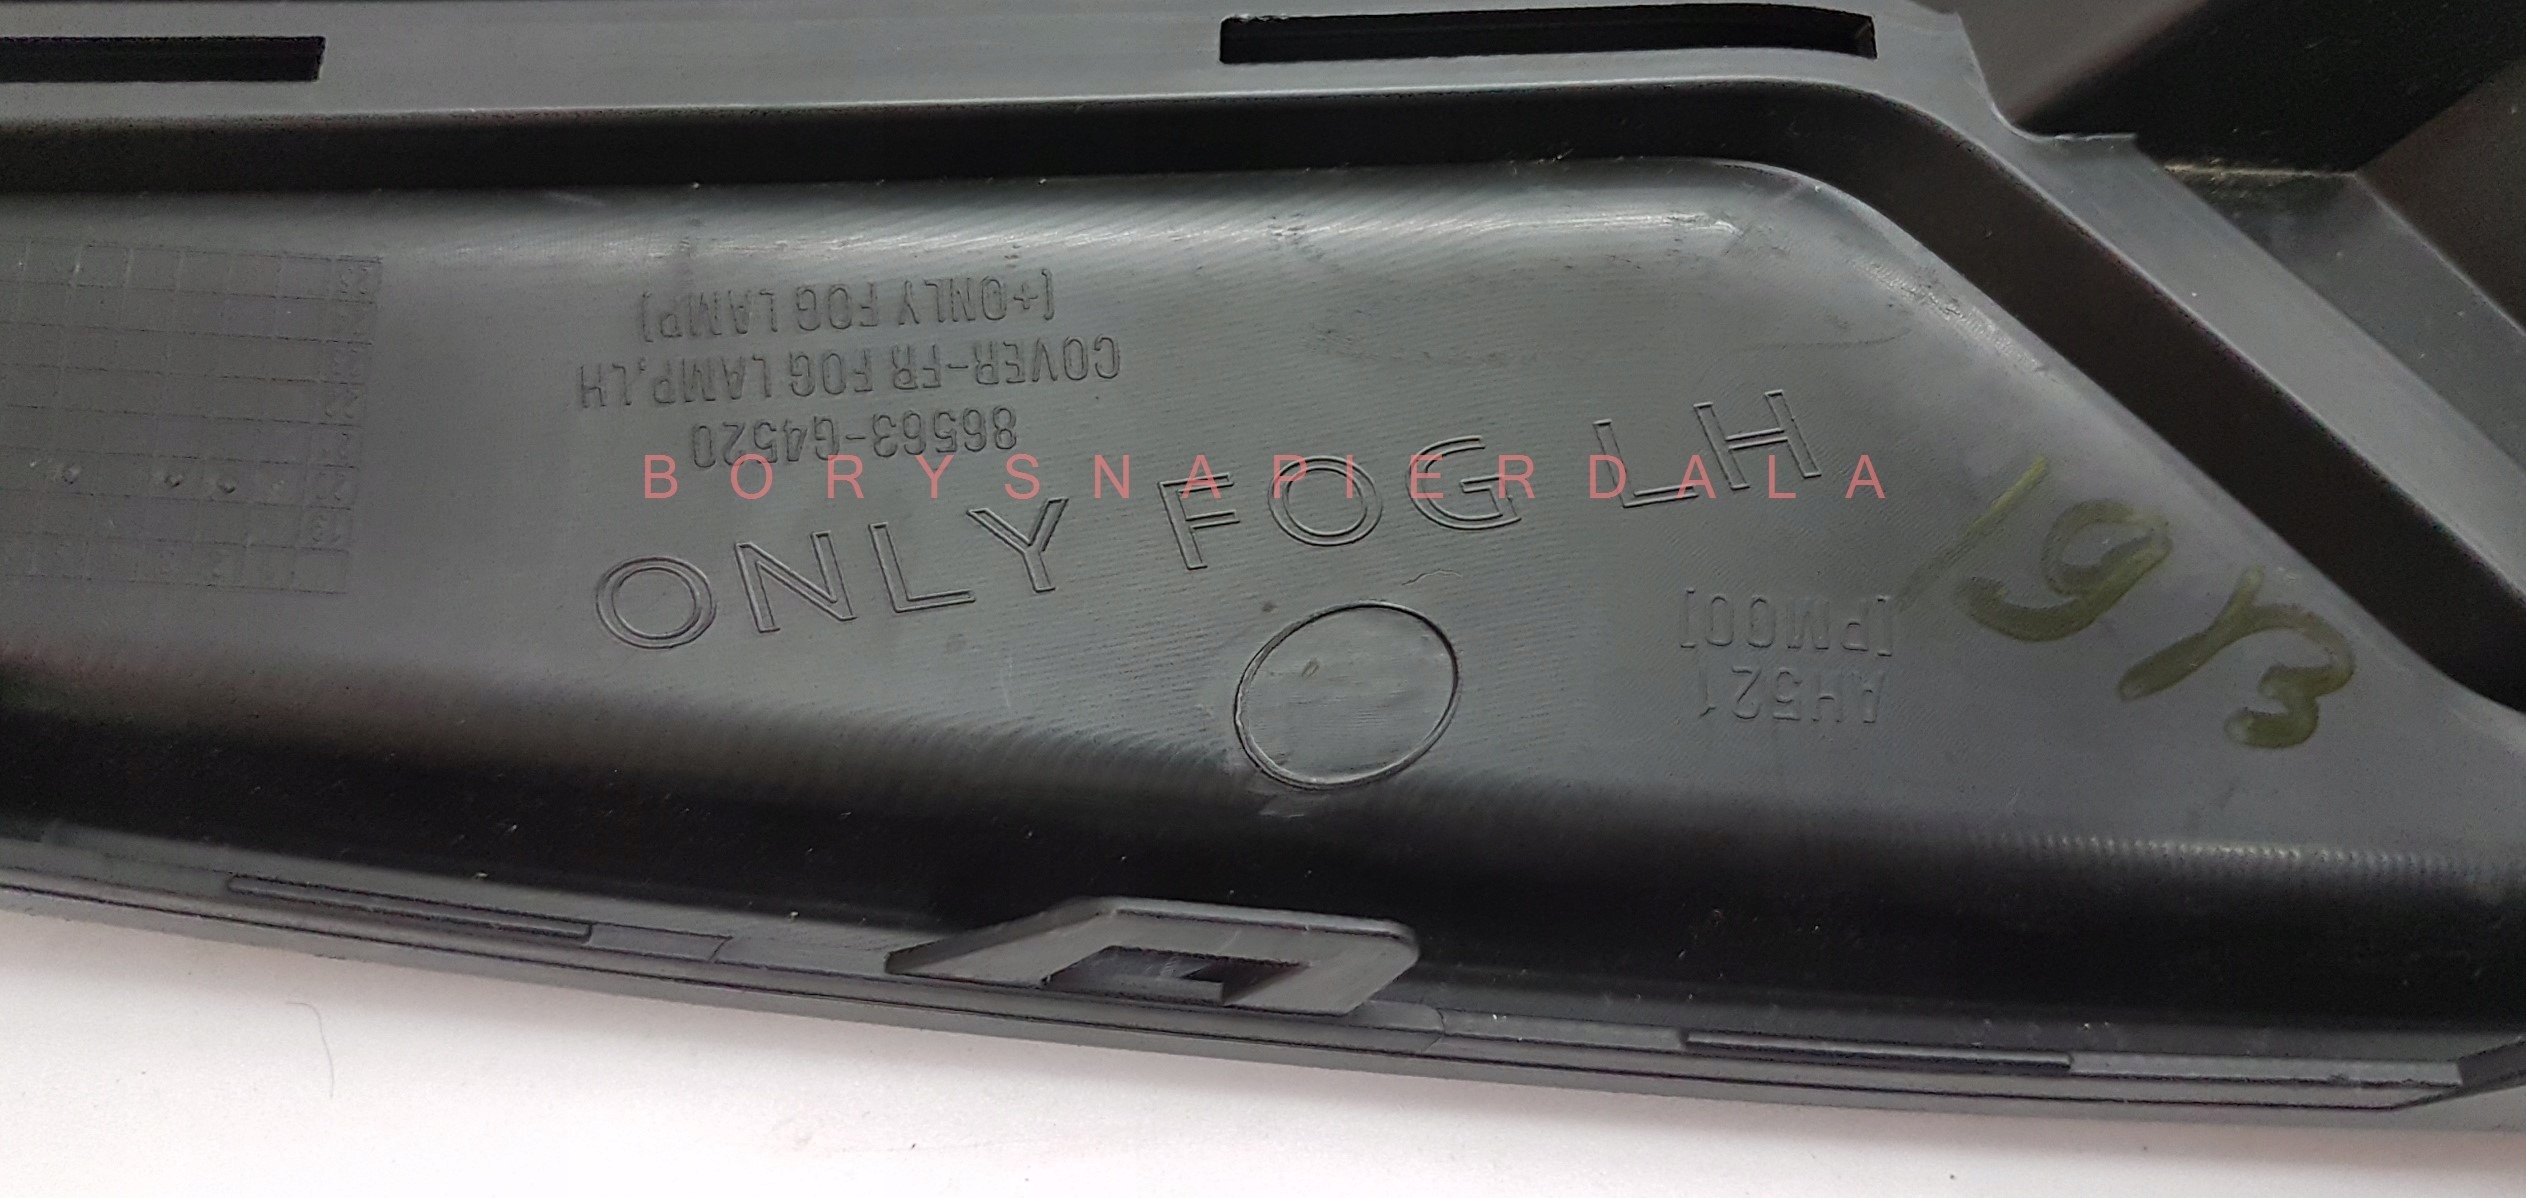 86563-G4520
COVER-FR FOG LAMP,LH
[+ONLY FOG LAMP]
BORYSNAPIERDALA
ONLY FOG LH
AH521
[PM00]